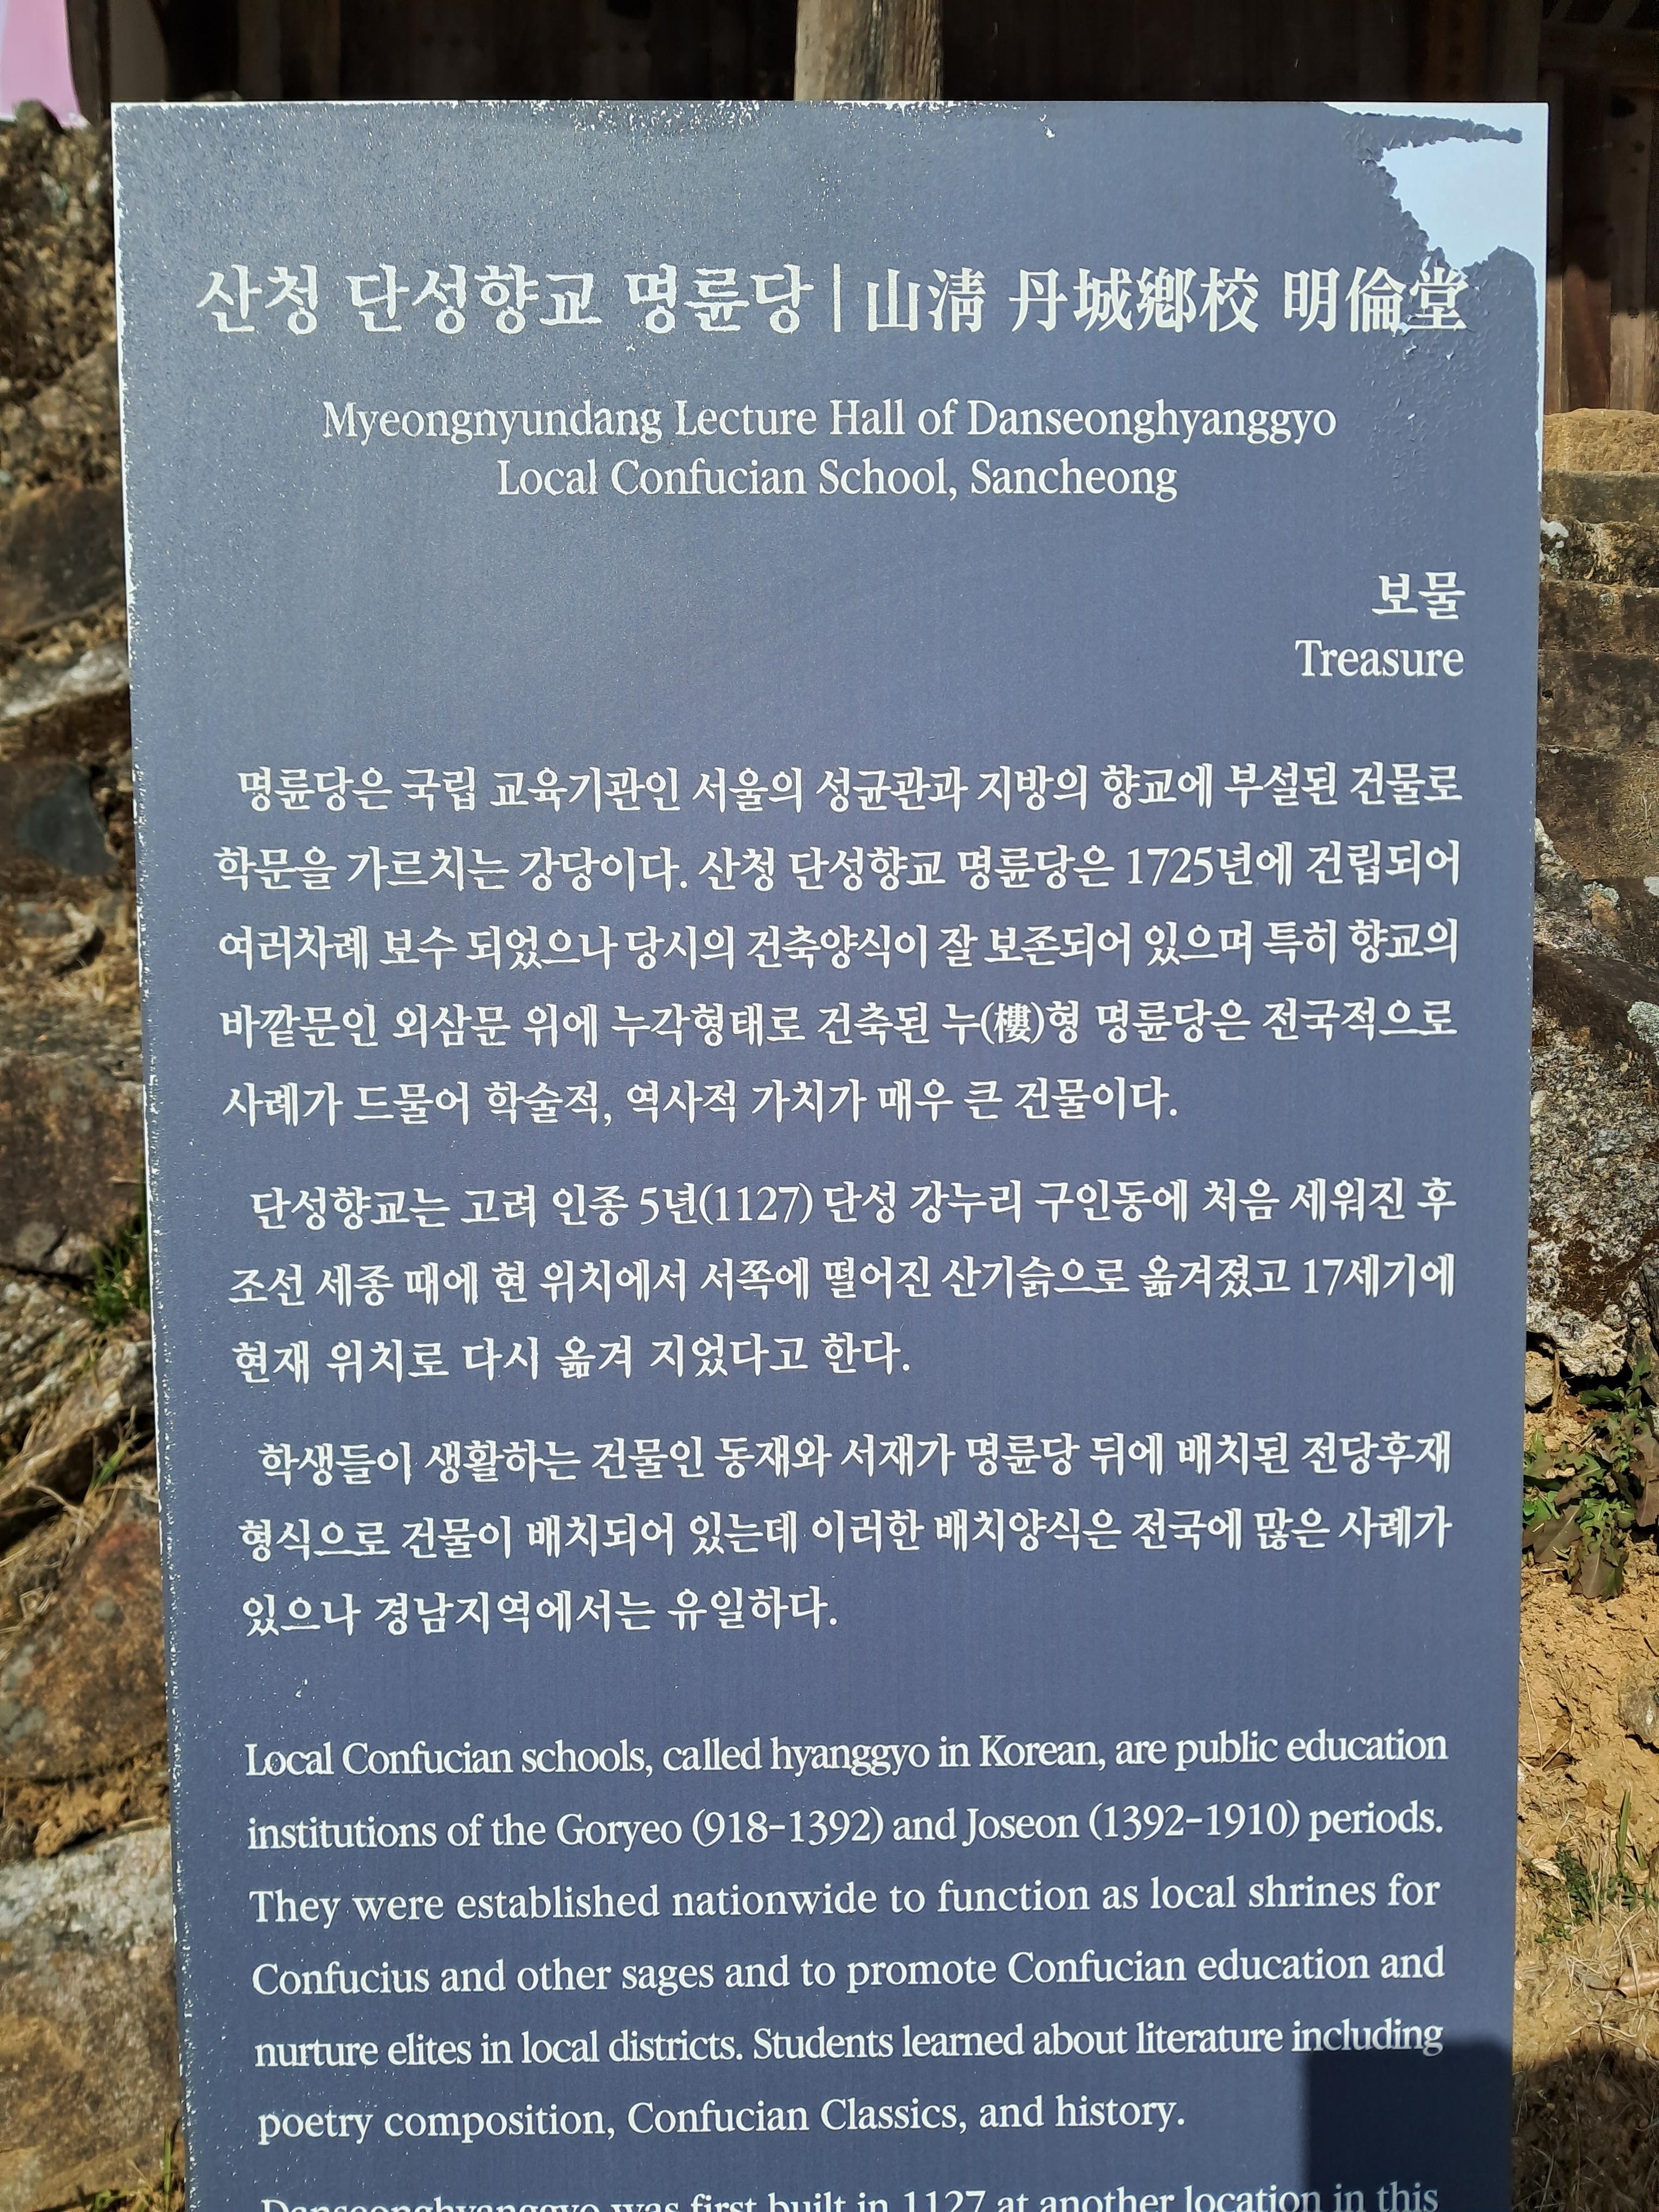 산청 단성향교 명륜당 | 山淸 丹城鄕校 明倫堂
Myeongnyundang Lecture Hall of Danseonghyanggyo
Local Confucian School, Sancheong
보물
Treasure
명륜당은 국립 교육기관인 서울의 성균관과 지방의 향교에 부설된 건물로
학문을 가르치는 강당이다. 산청 단성향교 명륜당은 1725년에 건립되어
여러차례 보수 되었으나 당시의 건축양식이 잘 보존되어 있으며 특히 향교의
바깥문인 외삼문 위에 누각형태로 건축된 누(樓)형 명륜당은 전국적으로
사례가 드물어 학술적, 역사적 가치가 매우 큰 건물이다.
단성향교는 고려 인종 5년(1127) 단성 강누리 구인동에 처음 세워진 후
조선 세종 때에 현 위치에서 서쪽에 떨어진 산기슭으로 옮겨졌고 17세기에
현재 위치로 다시 옮겨 지었다고 한다.
학생들이 생활하는 건물인 동재와 서재가 명륜당 뒤에 배치된 전당후재
형식으로 건물이 배치되어 있는데 이러한 배치양식은 전국에 많은 사례가
있으나 경남지역에서는 유일하다.
Local Confucian schools, called hyanggyo in Korean, are public education
institutions of the Goryeo (918-1392) and Joseon (1392-1910) periods.
They were established nationwide to function as local shrines for
Confucius and other sages and to promote Confucian education and
nurture elites in local districts. Students learned about literature including
poetry composition, Confucian Classics, and history.
Danseonghyanggyo was first built in 1127 at another location in this